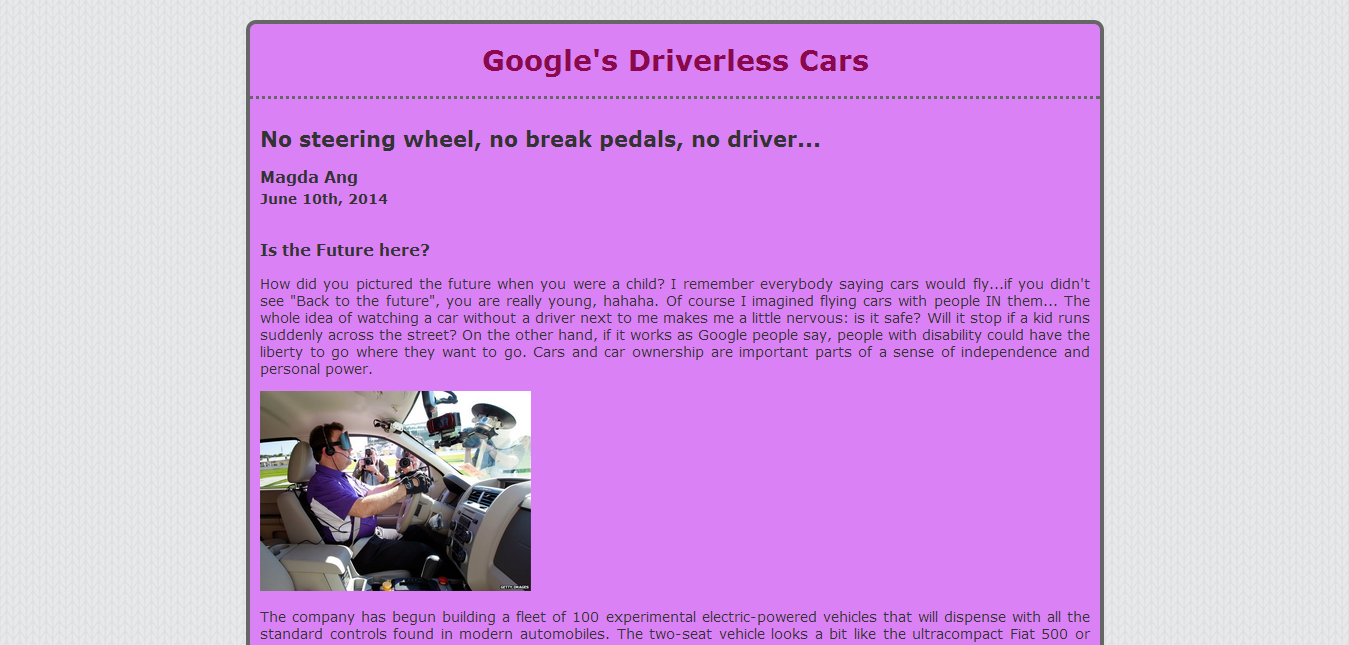 Google's Driverless Cars
No steering wheel, no break pedals, no driver...
Magda Ang
June 10th, 2014
Is the Future here?
How did you pictured the future when you were a child? I remember everybody saying cars would fly...if you didn't
see "Back to the future", you are really young, hahaha. Of course I imagined flying cars with people IN them... The
whole idea of watching a car without a driver next to me makes me a little nervous: is it safe? Will it stop if a kid runs
suddenly across the street? On the other hand, if it works as Google people say, people with disability could have the
liberty to go where they want to go. Cars and car ownership are important parts of a sense of independence and
personal power.
GETTY IMAGES
The company has begun building a fleet of 100 experimental electric-powered vehicles that will dispense with all the
standard controls found in modern automobiles. The two-seat vehicle looks a bit like the ultracompact Fiat 500 or